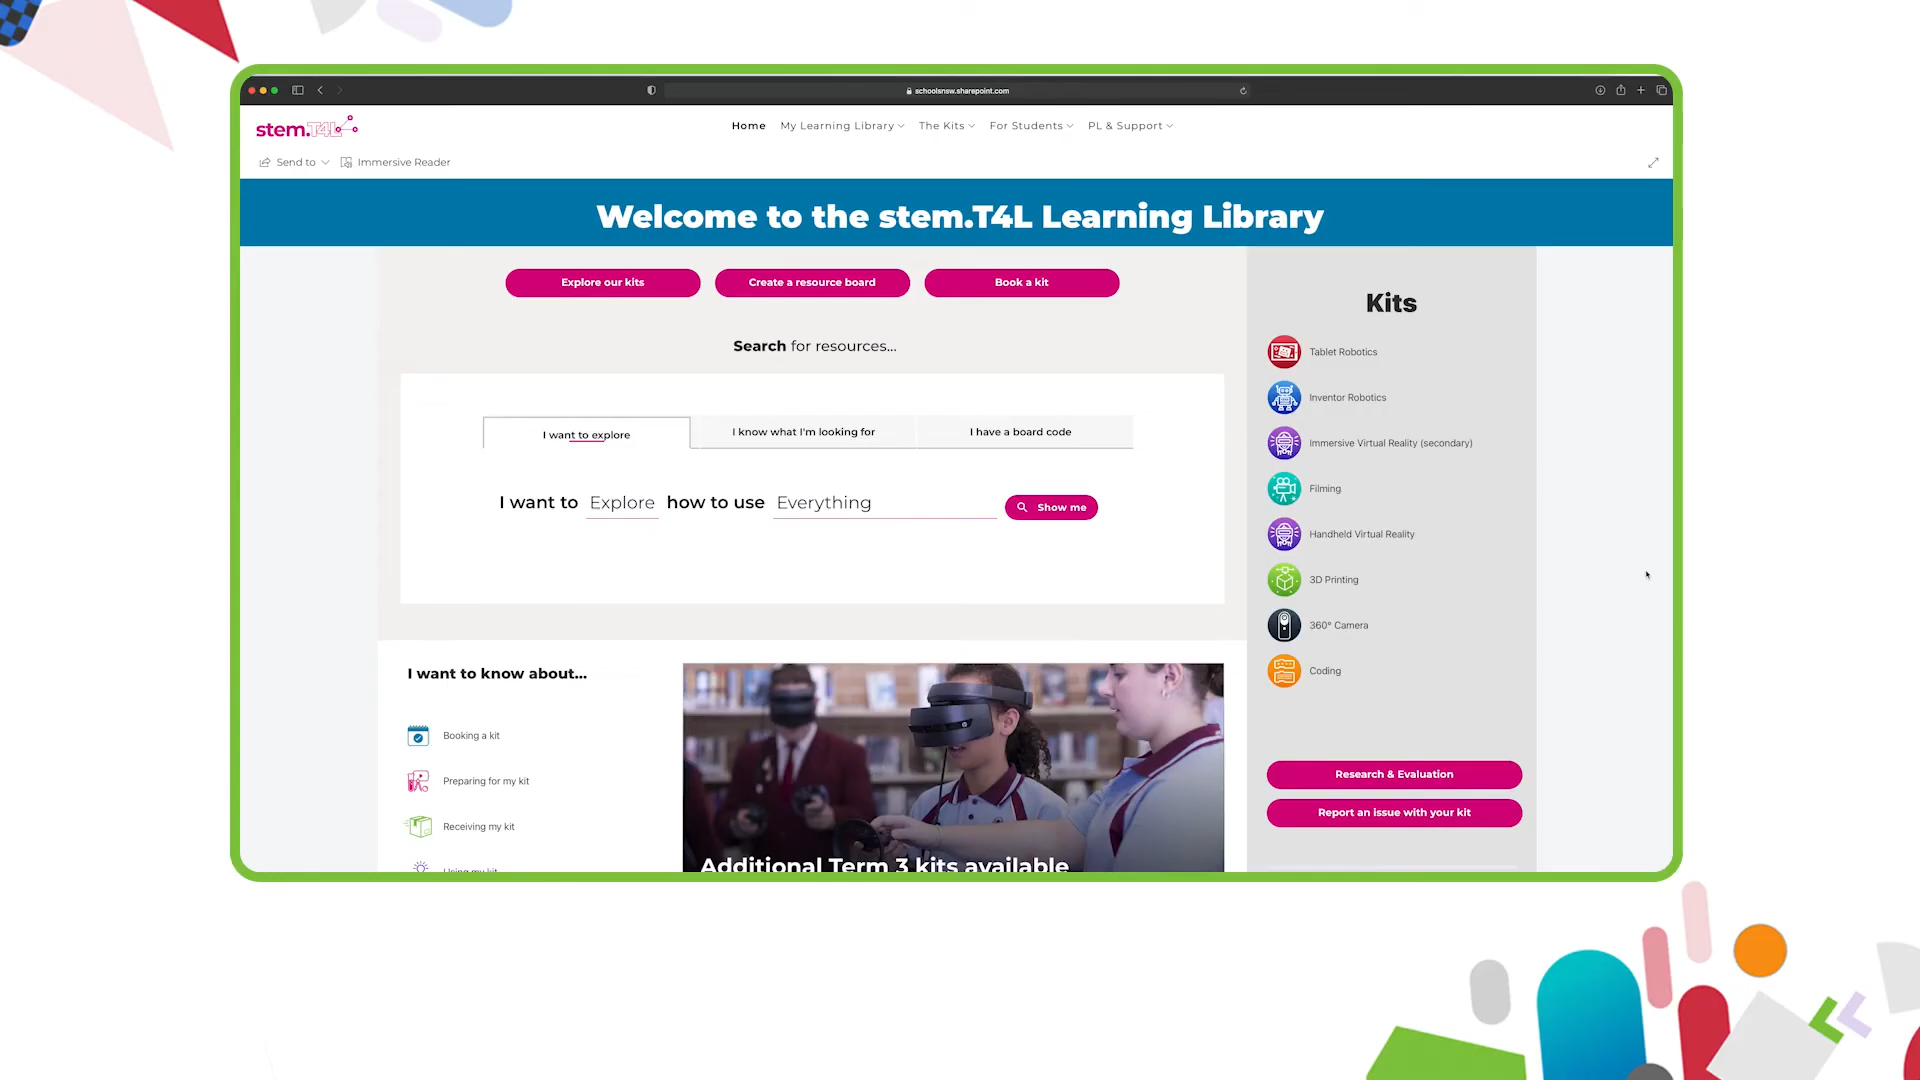 schoolsnsw.sharepoint.com
stem.T4L
Home My Learning Library The Kits For Students PL & Support
Send to Immersive Reader
Welcome to the stem.T4L Learning Library
Explore our kits Create a resource board Book a kit
Search for resources...
I want to explore I know what I'm looking for I have a board code
I want to Explore how to use Everything Show me
Kits
Tablet Robotics
Inventor Robotics
Immersive Virtual Reality (secondary)
Filming
Handheld Virtual Reality
3D Printing
360° Camera
Coding
Research & Evaluation
Report an issue with your kit
I want to know about...
Booking a kit
Preparing for my kit
Receiving my kit
Using my kit
Additional Term 3 kits available